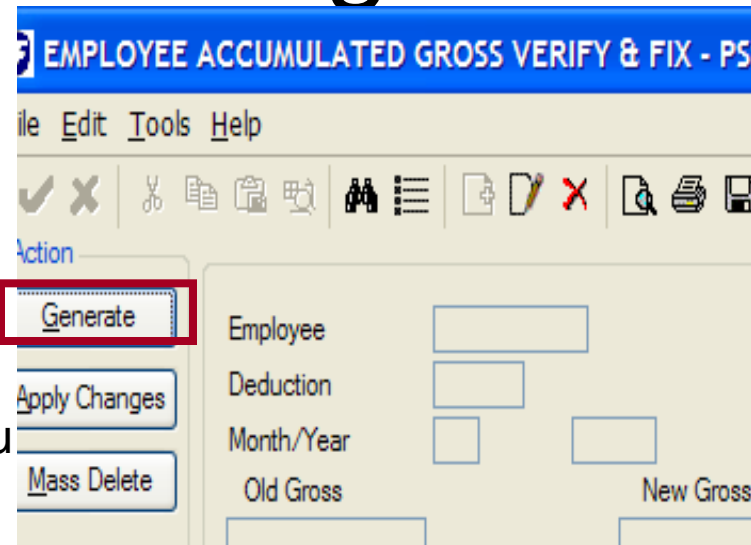 g
EMPLOYEE ACCUMULATED GROSS VERIFY & FIX - PS
ile Edit Tools Help
Action
Generate
Employee
Apply Changes
Deduction
u
Month/Year
Mass Delete
Old Gross New Gross